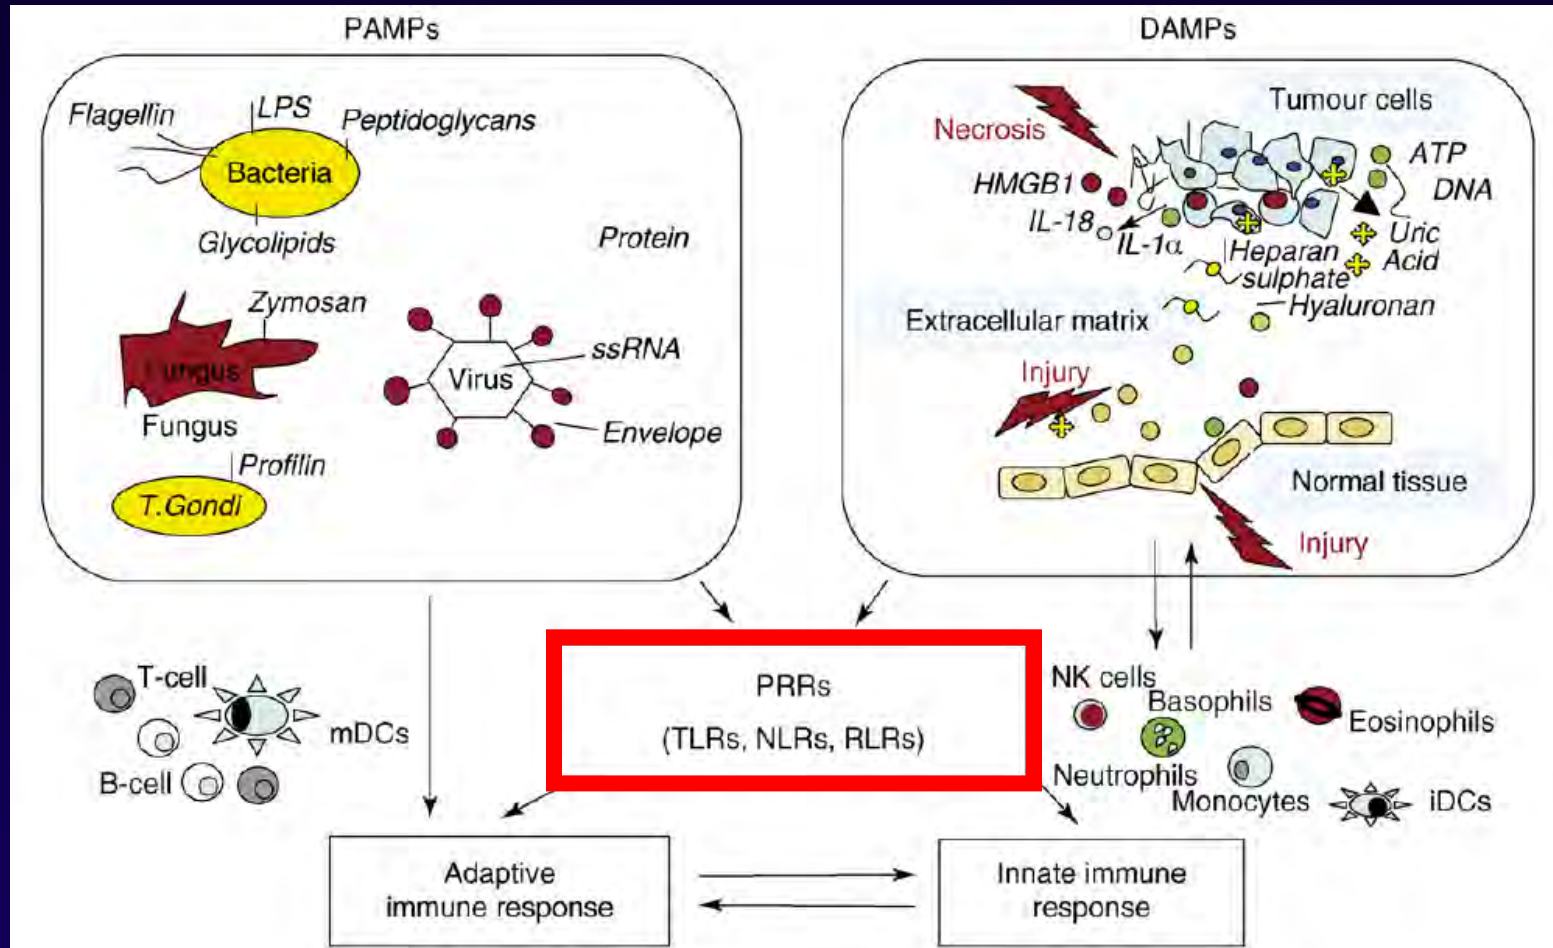 PAMPs
Flagellin
LPS
Peptidoglycans
Bacteria
Glycolipids
Protein
Zymosan
Fungus
Fungus
ssRNA
Virus
Envelope
Profilin
T.Gondi
DAMPs
Tumour cells
Necrosis
ATP
DNA
HMGB1
IL-18
IL-1α
Uric
Acid
Heparan
sulphate
Hyaluronan
Extracellular matrix
Injury
Normal tissue
Injury
T-cell
mDCs
B-cell
PRRs
(TLRs, NLRs, RLRs)
NK cells
Basophils
Eosinophils
Neutrophils
Monocytes
iDCs
Adaptive
immune response
Innate immune
response